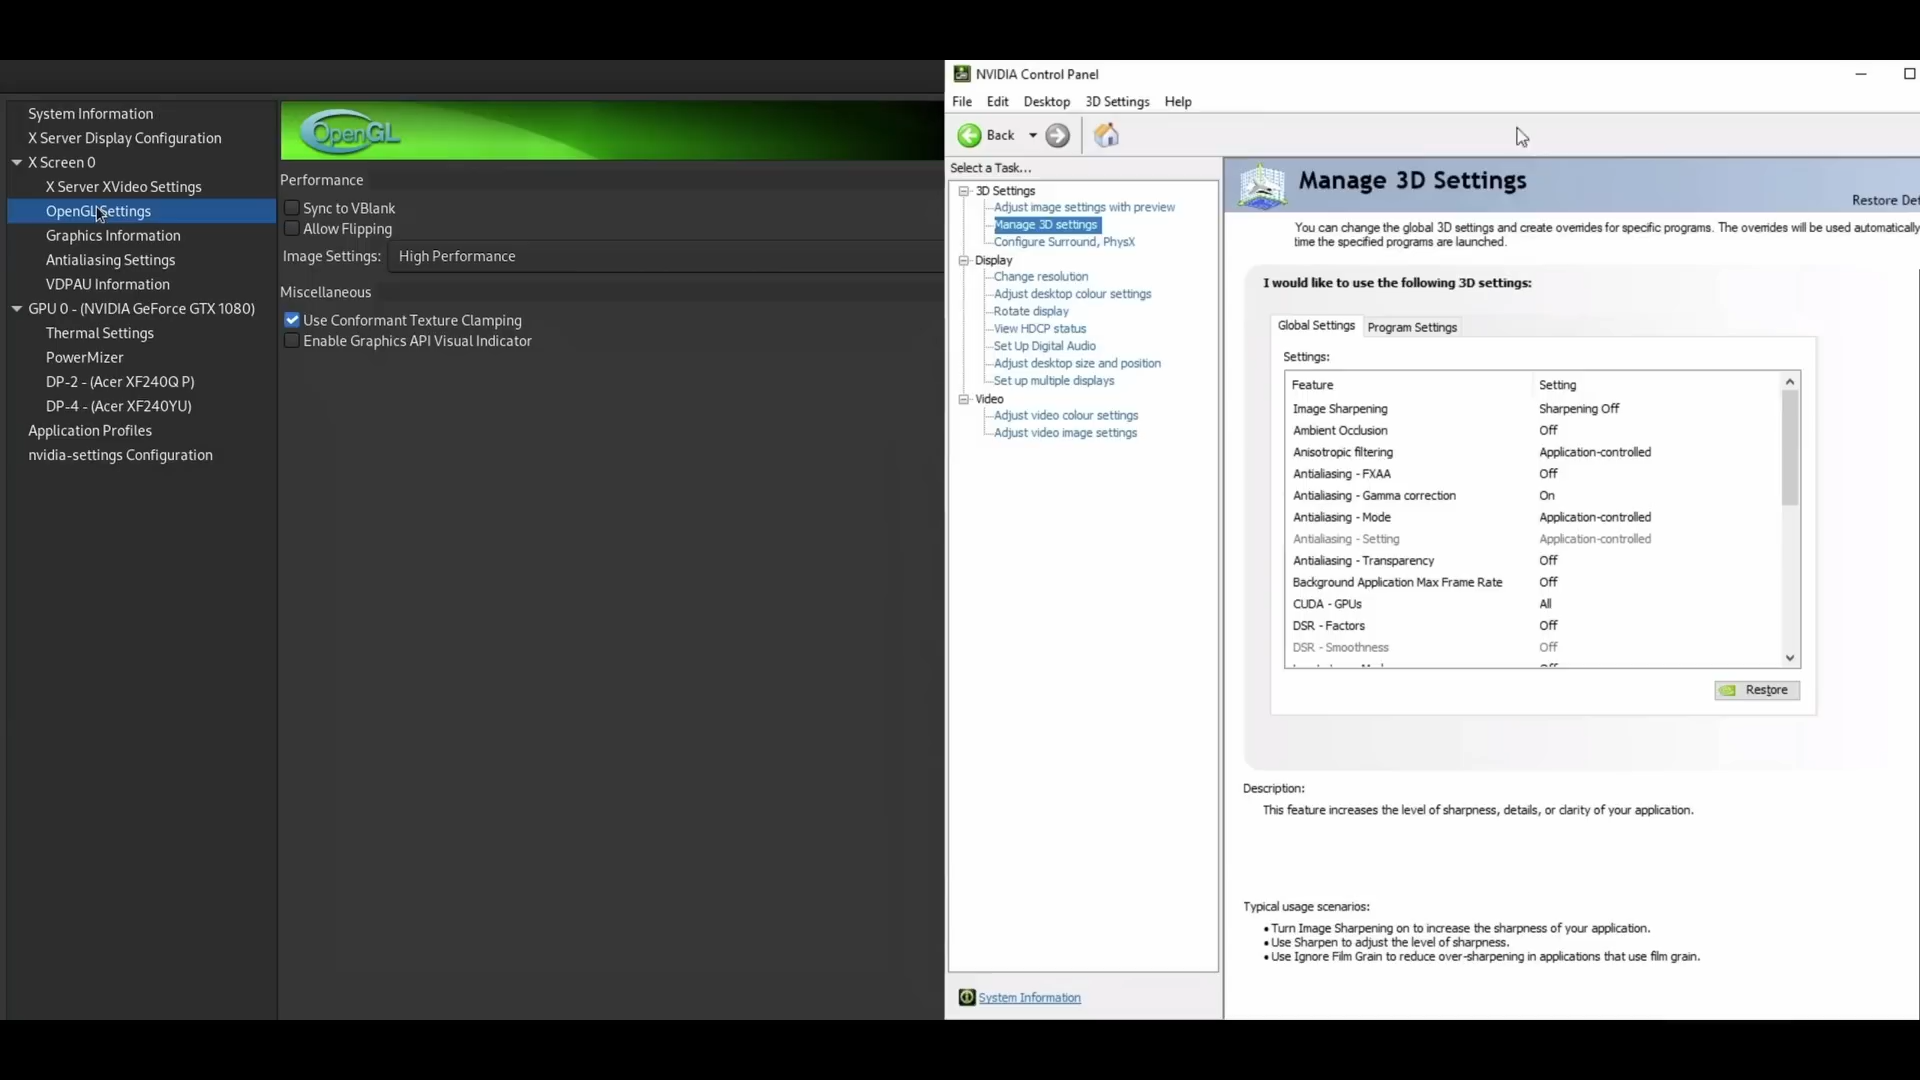 System Information
X Server Display Configuration
X Screen 0
X Server XVideo Settings
OpenGL Settings
Graphics Information
Antialiasing Settings
VDPAU Information
GPU 0 - (NVIDIA GeForce GTX 1080)
Thermal Settings
PowerMizer
DP-2 - (Acer XF240Q P)
DP-4 - (Acer XF240YU)
Application Profiles
nvidia-settings Configuration
OpenGL
Performance
Sync to VBlank
Allow Flipping
Image Settings: High Performance
Miscellaneous
Use Conformant Texture Clamping
Enable Graphics API Visual Indicator
NVIDIA Control Panel
File Edit Desktop 3D Settings Help
Back
Select a Task...
3D Settings
Adjust image settings with preview
Manage 3D settings
Configure Surround, PhysX
Display
Change resolution
Adjust desktop colour settings
Rotate display
View HDCP status
Set Up Digital Audio
Adjust desktop size and position
Set up multiple displays
Video
Adjust video colour settings
Adjust video image settings
System Information
Manage 3D Settings
Restore Def
You can change the global 3D settings and create overrides for specific programs. The overrides will be used automatically
time the specified programs are launched.
I would like to use the following 3D settings:
Global Settings Program Settings
Settings:
Feature Setting
Image Sharpening Sharpening Off
Ambient Occlusion Off
Anisotropic filtering Application-controlled
Antialiasing - FXAA Off
Antialiasing - Gamma correction On
Antialiasing - Mode Application-controlled
Antialiasing - Setting Application-controlled
Antialiasing - Transparency Off
Background Application Max Frame Rate Off
CUDA - GPUs All
DSR - Factors Off
DSR - Smoothness Off
Restore
Description:
This feature increases the level of sharpness, details, or clarity of your application.
Typical usage scenarios:
• Turn Image Sharpening on to increase the sharpness of your application.
• Use Sharpen to adjust the level of sharpness.
• Use Ignore Film Grain to reduce over-sharpening in applications that use film grain.